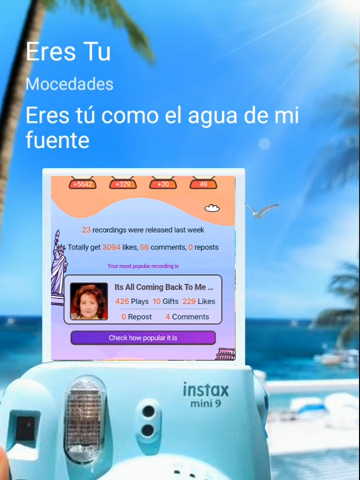 Eres Tu
Mocedades
Eres tú como el agua de mi
fuente
+5642 +329 +20 49
23 recordings were released last week
Totally get 3094 likes, 56 comments, 0 reposts
Your most popular recording is
Its All Coming Back To Me ...
426 Plays 10 Gifts 229 Likes
0 Repost 4 Comments
Check how popular it is
instax
mini 9